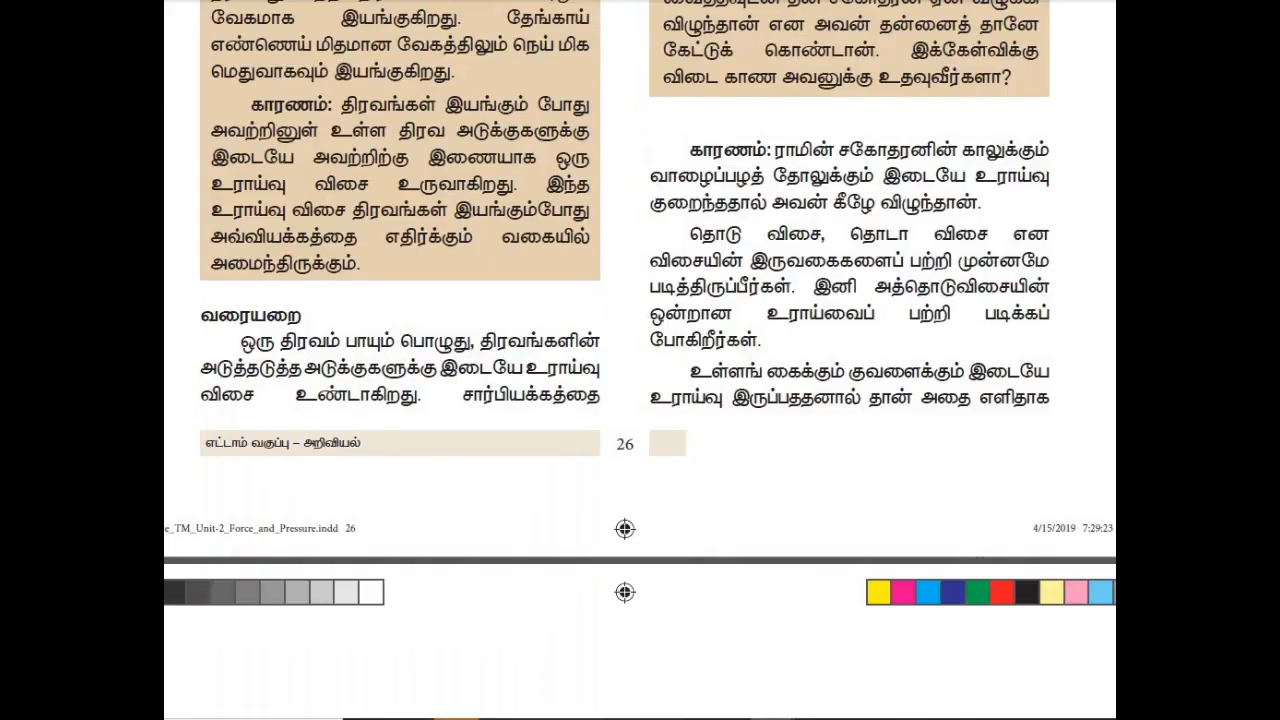 வேகமாக இயங்குகிறது. தேங்காய்
எண்ணெய் மிதமான வேகத்திலும் நெய் மிக
மெதுவாகவும் இயங்குகிறது.
காரணம்: திரவங்கள் இயங்கும் போது
அவற்றினுள் உள்ள திரவ அடுக்குகளுக்கு
இடையே அவற்றிற்கு இணையாக ஒரு
உராய்வு விசை உருவாகிறது. இந்த
உராய்வு விசை திரவங்கள் இயங்கும்போது
அவ்வியக்கத்தை எதிர்க்கும் வகையில்
அமைந்திருக்கும்.
வரையறை
ஒரு திரவம் பாயும் பொழுது, திரவங்களின்
அடுத்தடுத்த அடுக்குகளுக்கு இடையே உராய்வு
விசை உண்டாகிறது. சார்பியக்கத்தை
விழுந்தான் என அவன் தன்னைத் தானே
கேட்டுக் கொண்டான். இக்கேள்விக்கு
விடை காண அவனுக்கு உதவுவீர்களா?
காரணம்: ராமின் சகோதரனின் காலுக்கும்
வாழைப்பழத் தோலுக்கும் இடையே உராய்வு
குறைந்ததால் அவன் கீழே விழுந்தான்.
தொடு விசை, தொடா விசை என
விசையின் இருவகைகளைப் பற்றி முன்னமே
படித்திருப்பீர்கள். இனி அத்தொடுவிசையின்
ஒன்றான உராய்வைப் பற்றி படிக்கப்
போகிறீர்கள்.
உள்ளங் கைக்கும் குவளைக்கும் இடையே
உராய்வு இருப்பததனால் தான் அதை எளிதாக
எட்டாம் வகுப்பு – அறிவியல்
26
e_TM_Unit-2_Force_and_Pressure.indd 26
4/15/2019 7:29:23